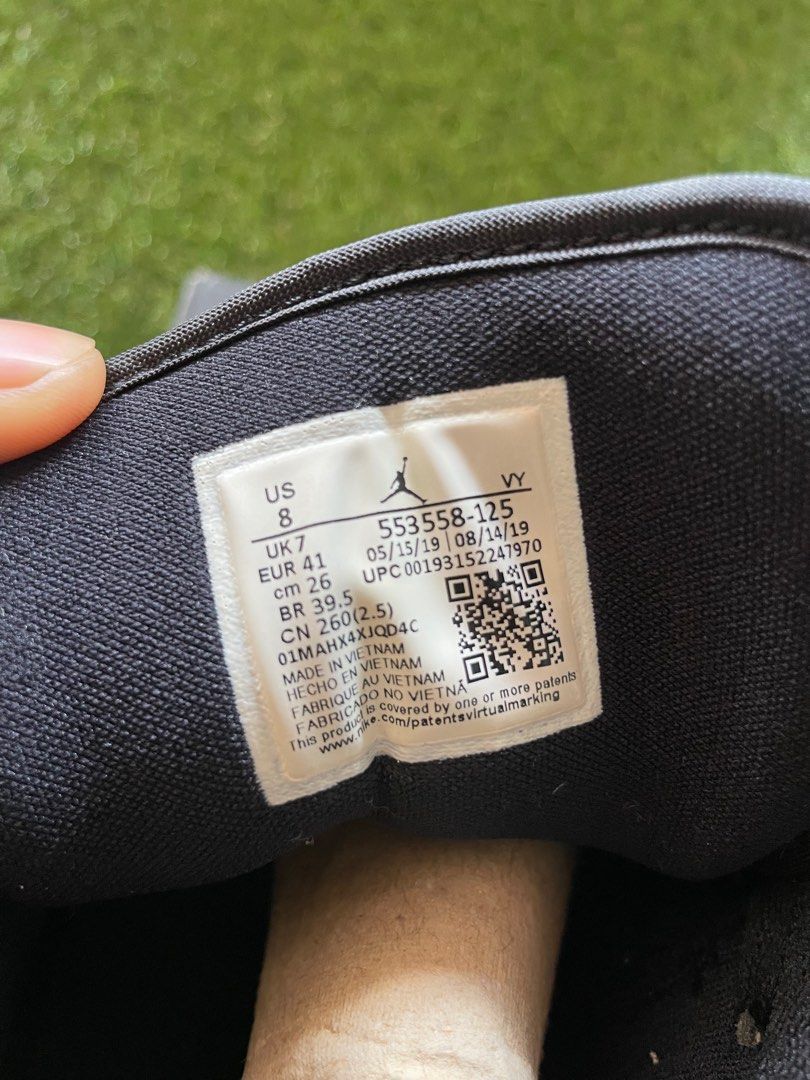 US
8
VY
553558-125
UK 7
05/15/19 | 08/14/19
EUR 41
UPC 00193152247970
cm 26
BR 39.5
CN 260(2.5)
01MAHX4XJQD4C
MADE IN VIETNAM
HECHO EN VIETNAM
FABRIQUE AU VIETNAM
FABRICADO NO VIETNÃ
This product is covered by one or more patents
www.nike.com/patentsvirtualmarking